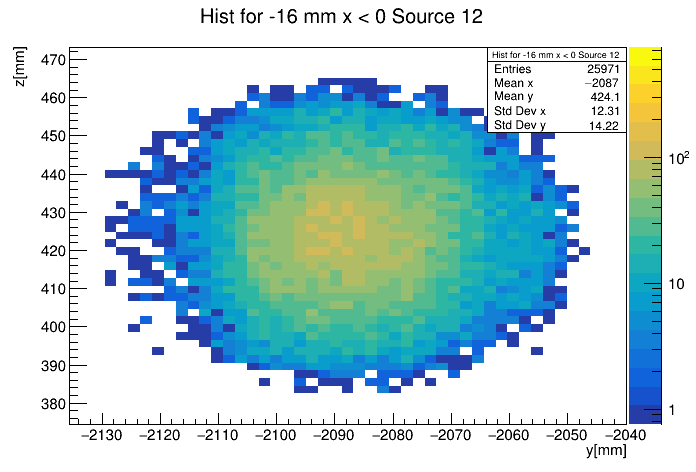 Hist for -16 mm x < 0 Source 12
z[mm]
Hist for -16 mm x < 0 Source 12
Entries 25971
Mean x −2087
Mean y 424.1
Std Dev x 12.31
Std Dev y 14.22
470
460
450
440
430
420
410
400
390
380
10²
10
1
−2130 −2120 −2110 −2100 −2090 −2080 −2070 −2060 −2050 −2040
y[mm]